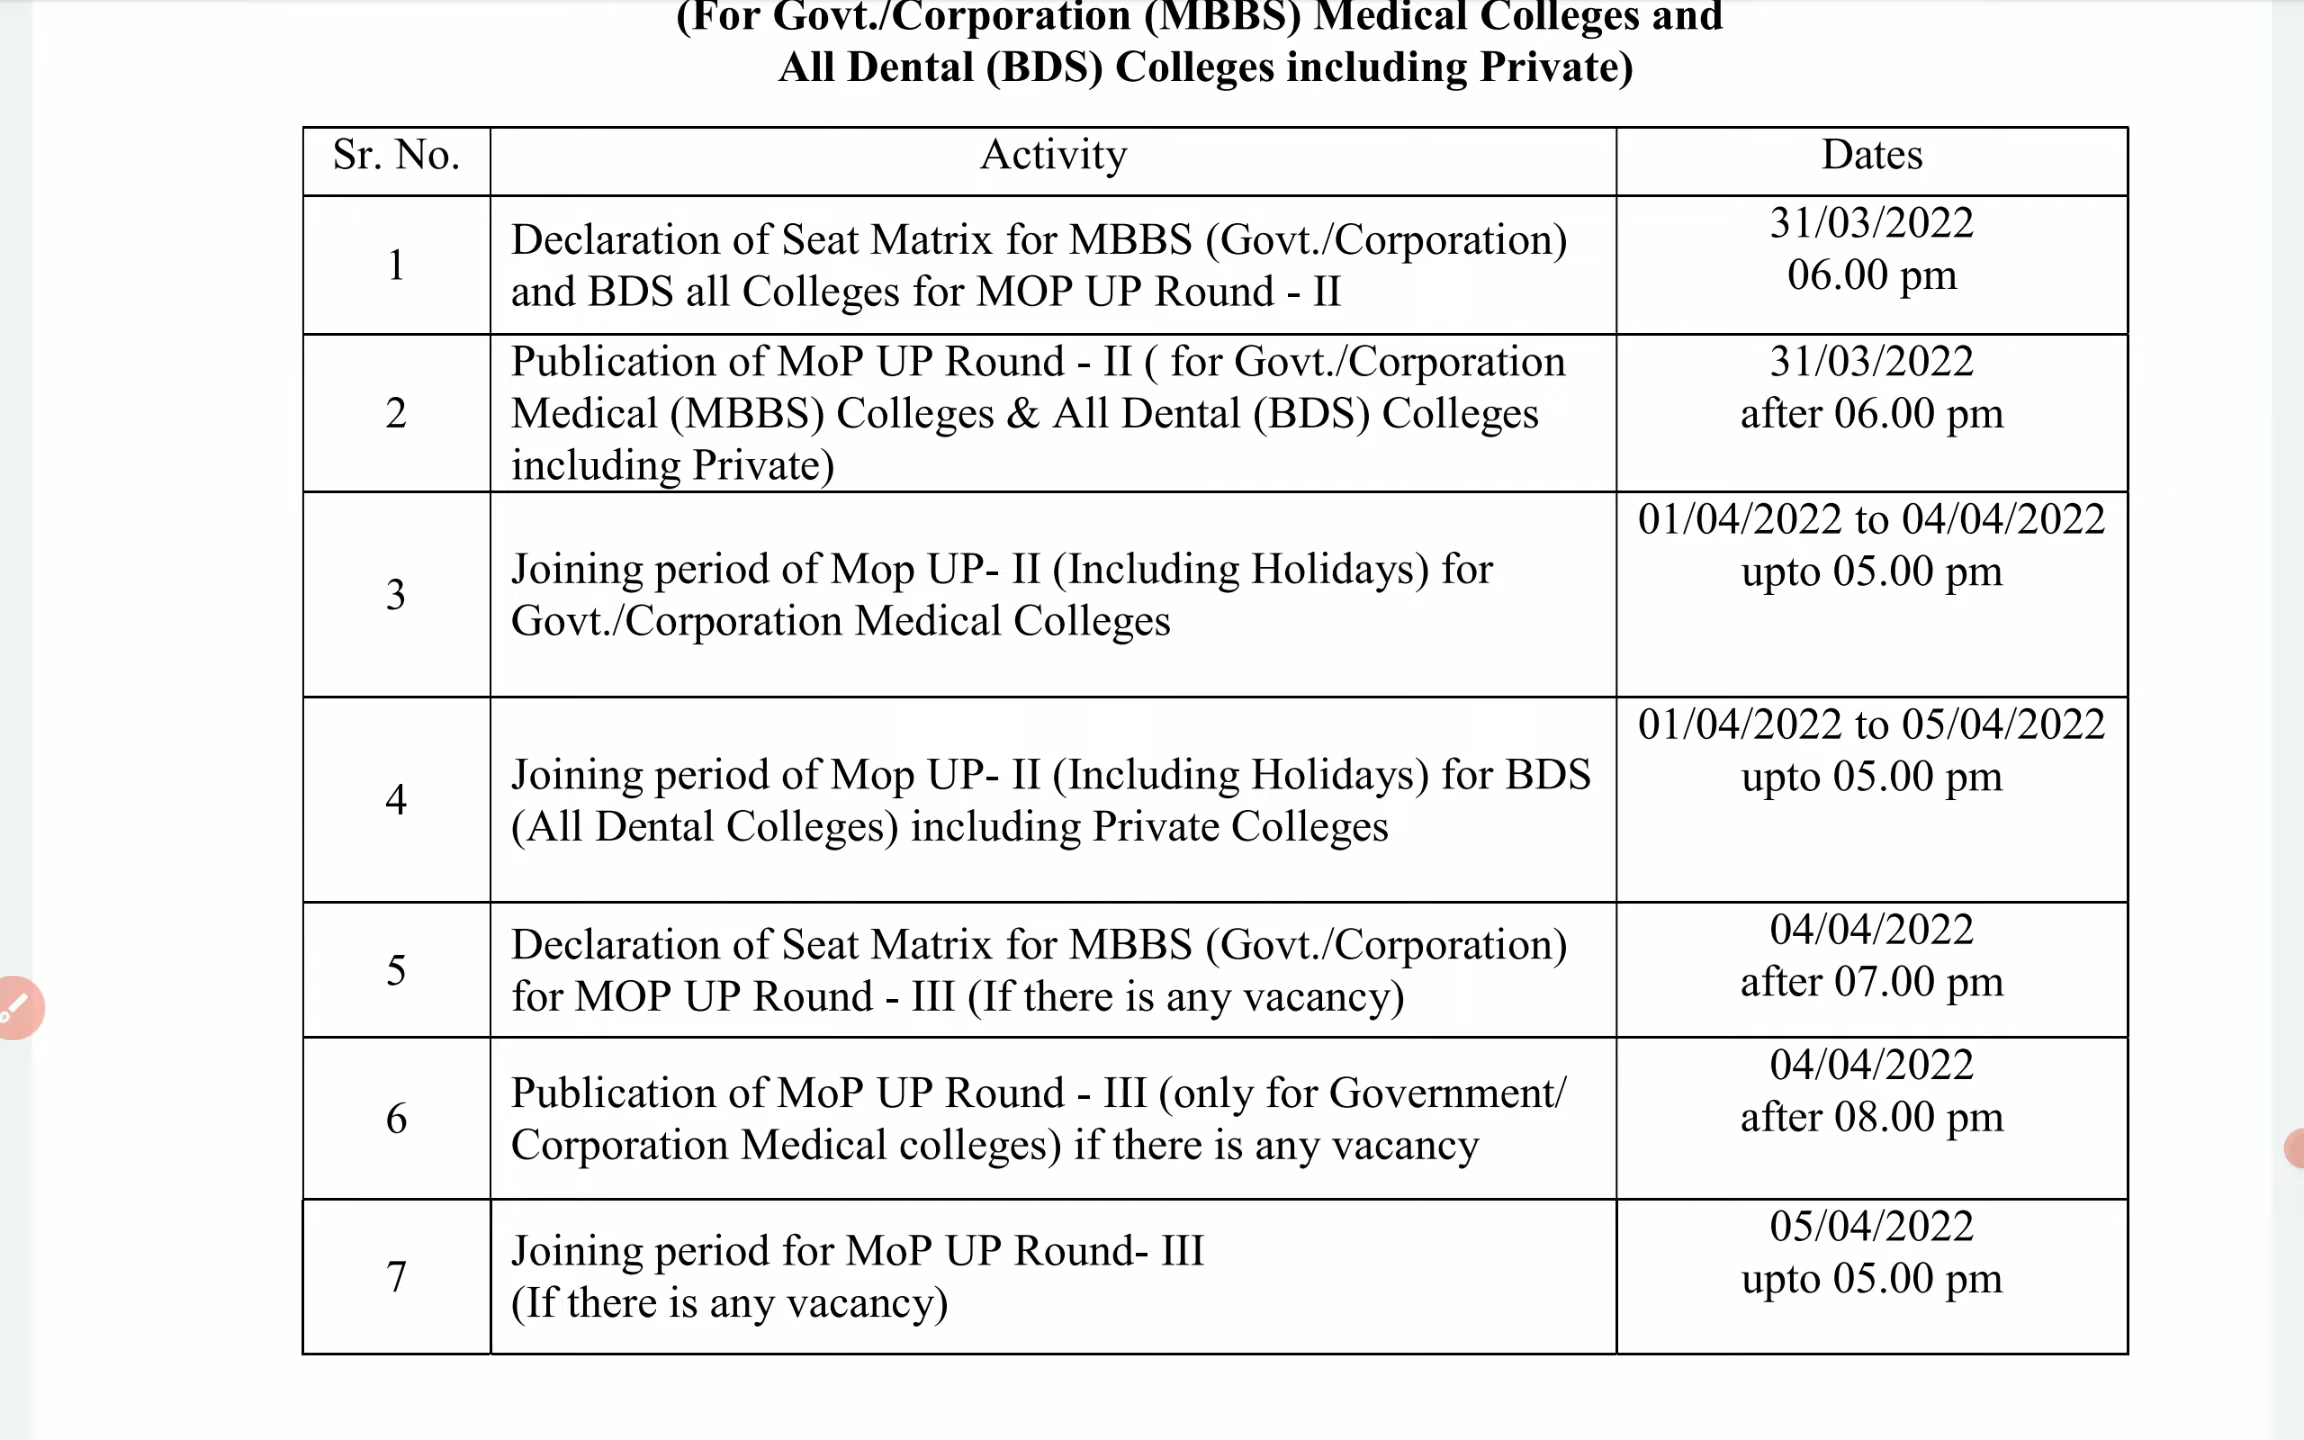 (For Govt./Corporation (MBBS) Medical Colleges and
All Dental (BDS) Colleges including Private)
Sr. No.
Activity
Dates
1
Declaration of Seat Matrix for MBBS (Govt./Corporation)
and BDS all Colleges for MOP UP Round - II
31/03/2022
06.00 pm
2
Publication of MoP UP Round - II ( for Govt./Corporation
Medical (MBBS) Colleges & All Dental (BDS) Colleges
including Private)
31/03/2022
after 06.00 pm
3
Joining period of Mop UP- II (Including Holidays) for
Govt./Corporation Medical Colleges
01/04/2022 to 04/04/2022
upto 05.00 pm
4
Joining period of Mop UP- II (Including Holidays) for BDS
(All Dental Colleges) including Private Colleges
01/04/2022 to 05/04/2022
upto 05.00 pm
5
Declaration of Seat Matrix for MBBS (Govt./Corporation)
for MOP UP Round - III (If there is any vacancy)
04/04/2022
after 07.00 pm
6
Publication of MoP UP Round - III (only for Government/
Corporation Medical colleges) if there is any vacancy
04/04/2022
after 08.00 pm
7
Joining period for MoP UP Round- III
(If there is any vacancy)
05/04/2022
upto 05.00 pm